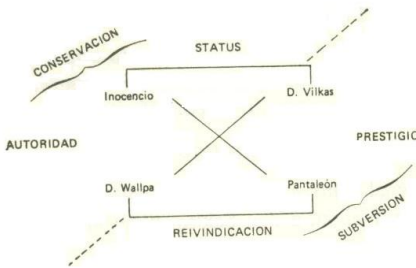 CONSERVACION
STATUS
Inocencio
D. Vilkas
AUTORIDAD
PRESTIGIO
D. Wallpa
Pantaleón
REIVINDICACION
SUBVERSION